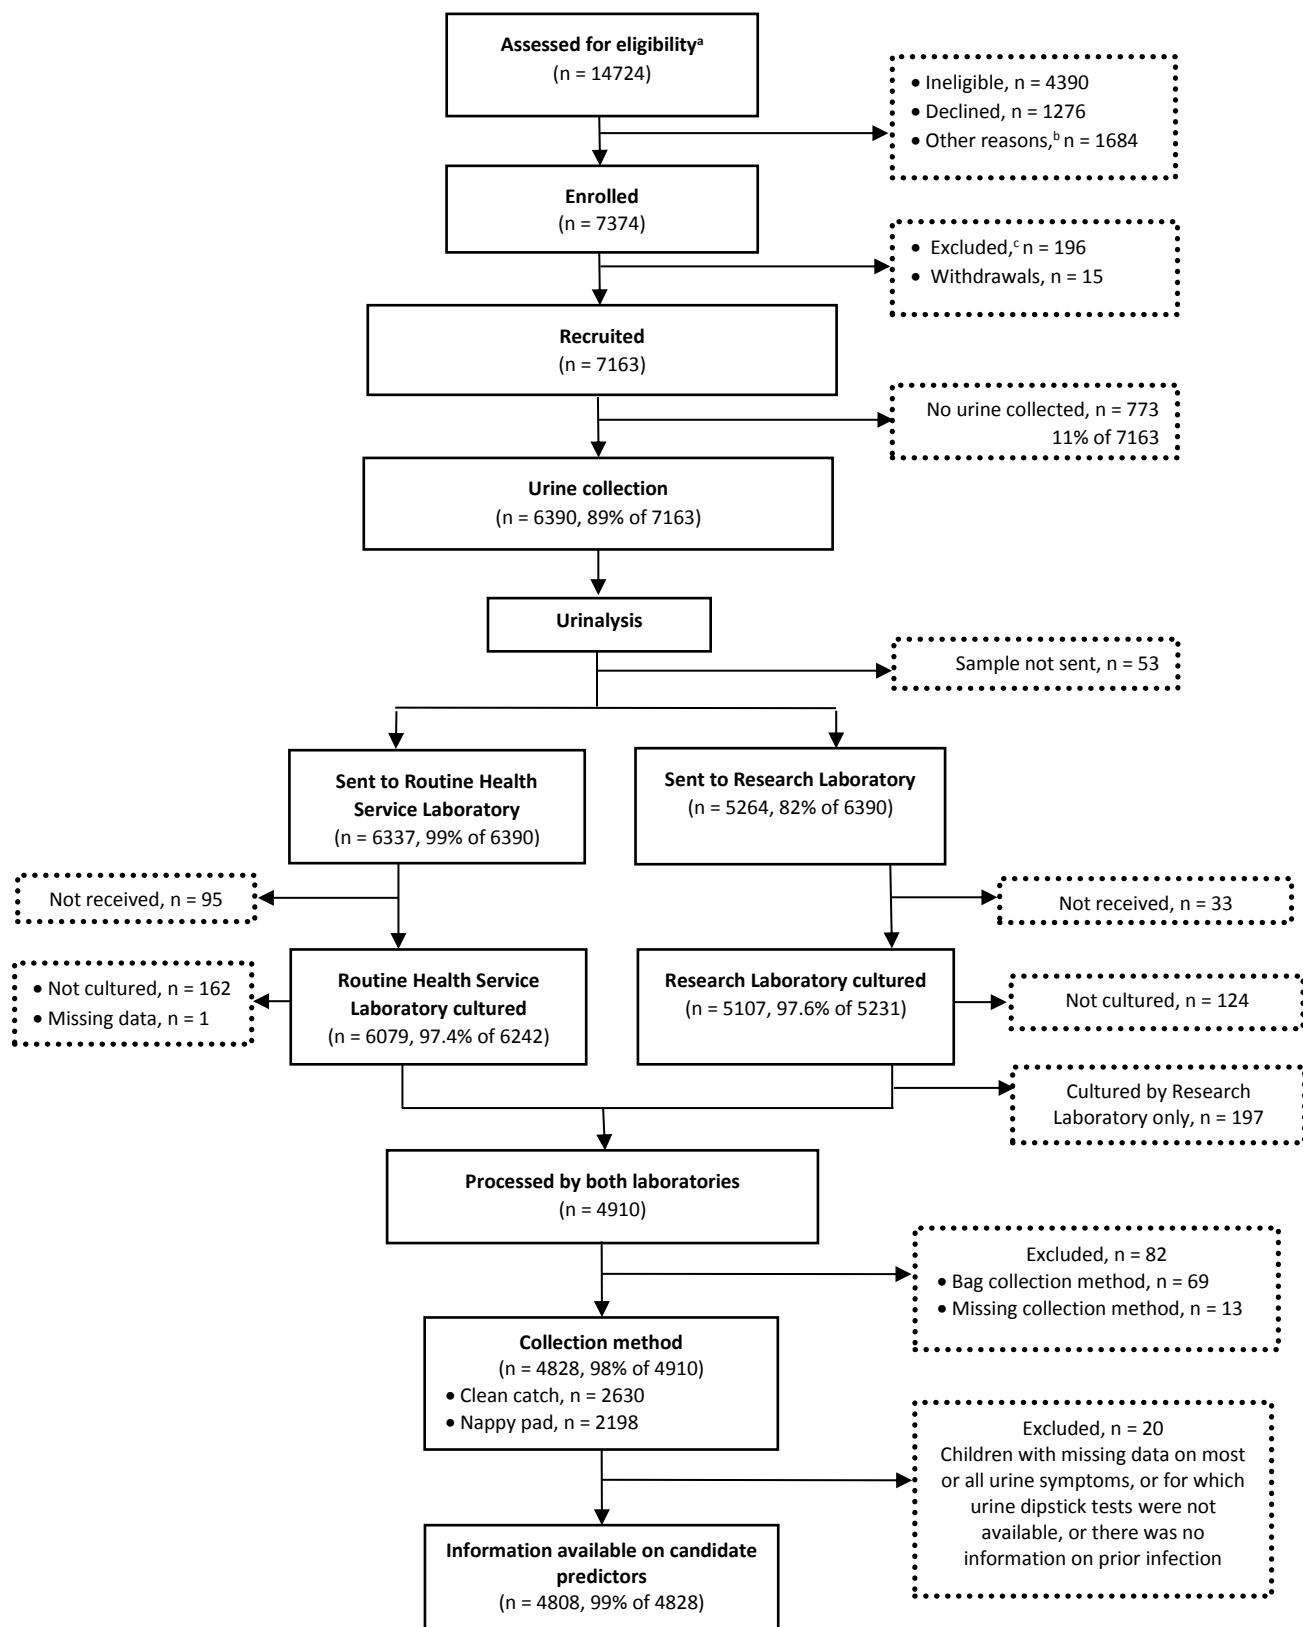 Assessed for eligibilityᵃ
(n = 14724)
• Ineligible, n = 4390
• Declined, n = 1276
• Other reasons,ᵇ n = 1684
Enrolled
(n = 7374)
• Excluded,ᶜ n = 196
• Withdrawals, n = 15
Recruited
(n = 7163)
No urine collected, n = 773
11% of 7163
Urine collection
(n = 6390, 89% of 7163)
Urinalysis
Sample not sent, n = 53
Sent to Routine Health
Service Laboratory
(n = 6337, 99% of 6390)
Sent to Research Laboratory
(n = 5264, 82% of 6390)
Not received, n = 95
Not received, n = 33
• Not cultured, n = 162
• Missing data, n = 1
Routine Health Service
Laboratory cultured
(n = 6079, 97.4% of 6242)
Research Laboratory cultured
(n = 5107, 97.6% of 5231)
Not cultured, n = 124
Cultured by Research
Laboratory only, n = 197
Processed by both laboratories
(n = 4910)
Excluded, n = 82
• Bag collection method, n = 69
• Missing collection method, n = 13
Collection method
(n = 4828, 98% of 4910)
• Clean catch, n = 2630
• Nappy pad, n = 2198
Excluded, n = 20
Children with missing data on most
or all urine symptoms, or for which
urine dipstick tests were not
available, or there was no
information on prior infection
Information available on candidate
predictors
(n = 4808, 99% of 4828)